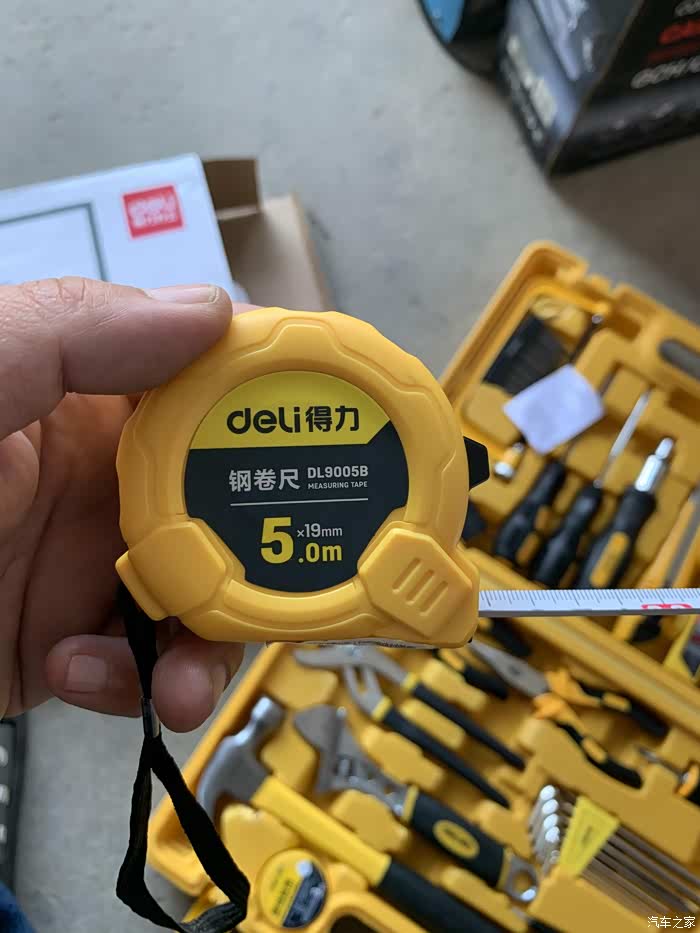 deli
deli得力
钢卷尺 DL9005B
MEASURING TAPE
5.0m ×19mm
汽车之家